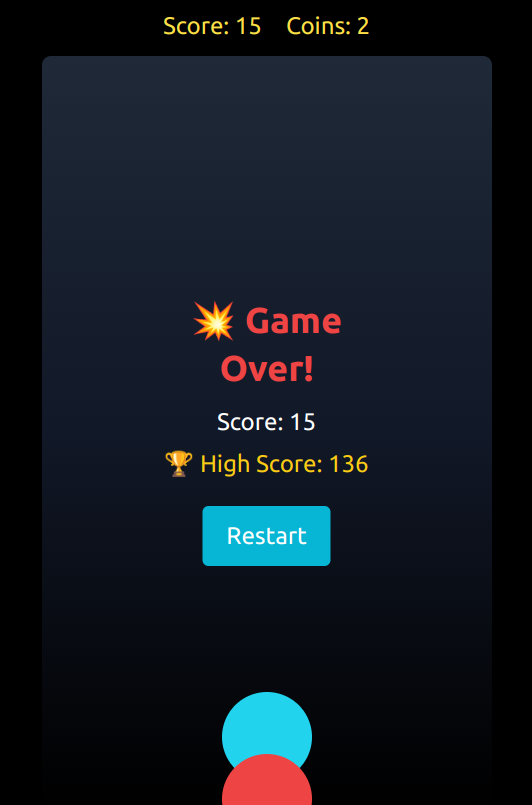 Score: 15 Coins: 2
💥 Game
Over!
Score: 15
🏆 High Score: 136
Restart